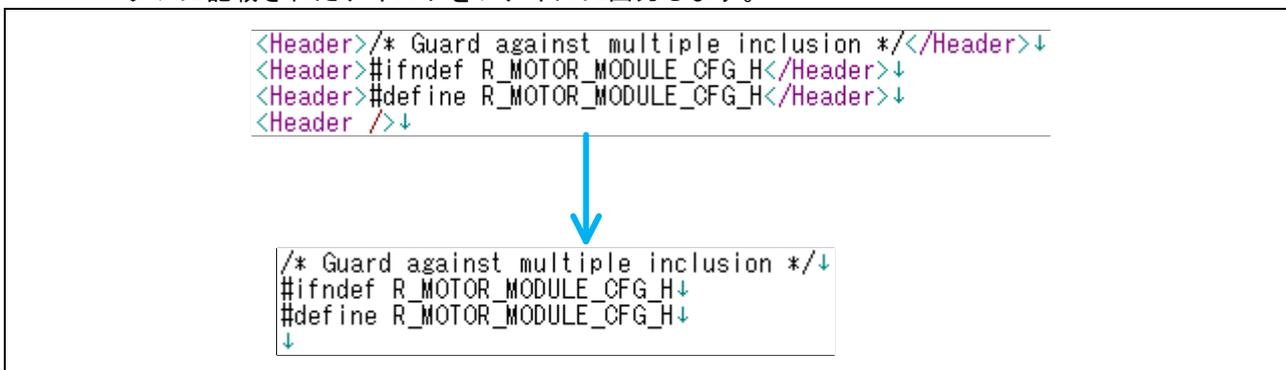 <Header>/* Guard against multiple inclusion */</Header>↓
<Header>#ifndef R_MOTOR_MODULE_CFG_H</Header>↓
<Header>#define R_MOTOR_MODULE_CFG_H</Header>↓
<Header />↓
/* Guard against multiple inclusion */↓
#ifndef R_MOTOR_MODULE_CFG_H↓
#define R_MOTOR_MODULE_CFG_H↓
↓